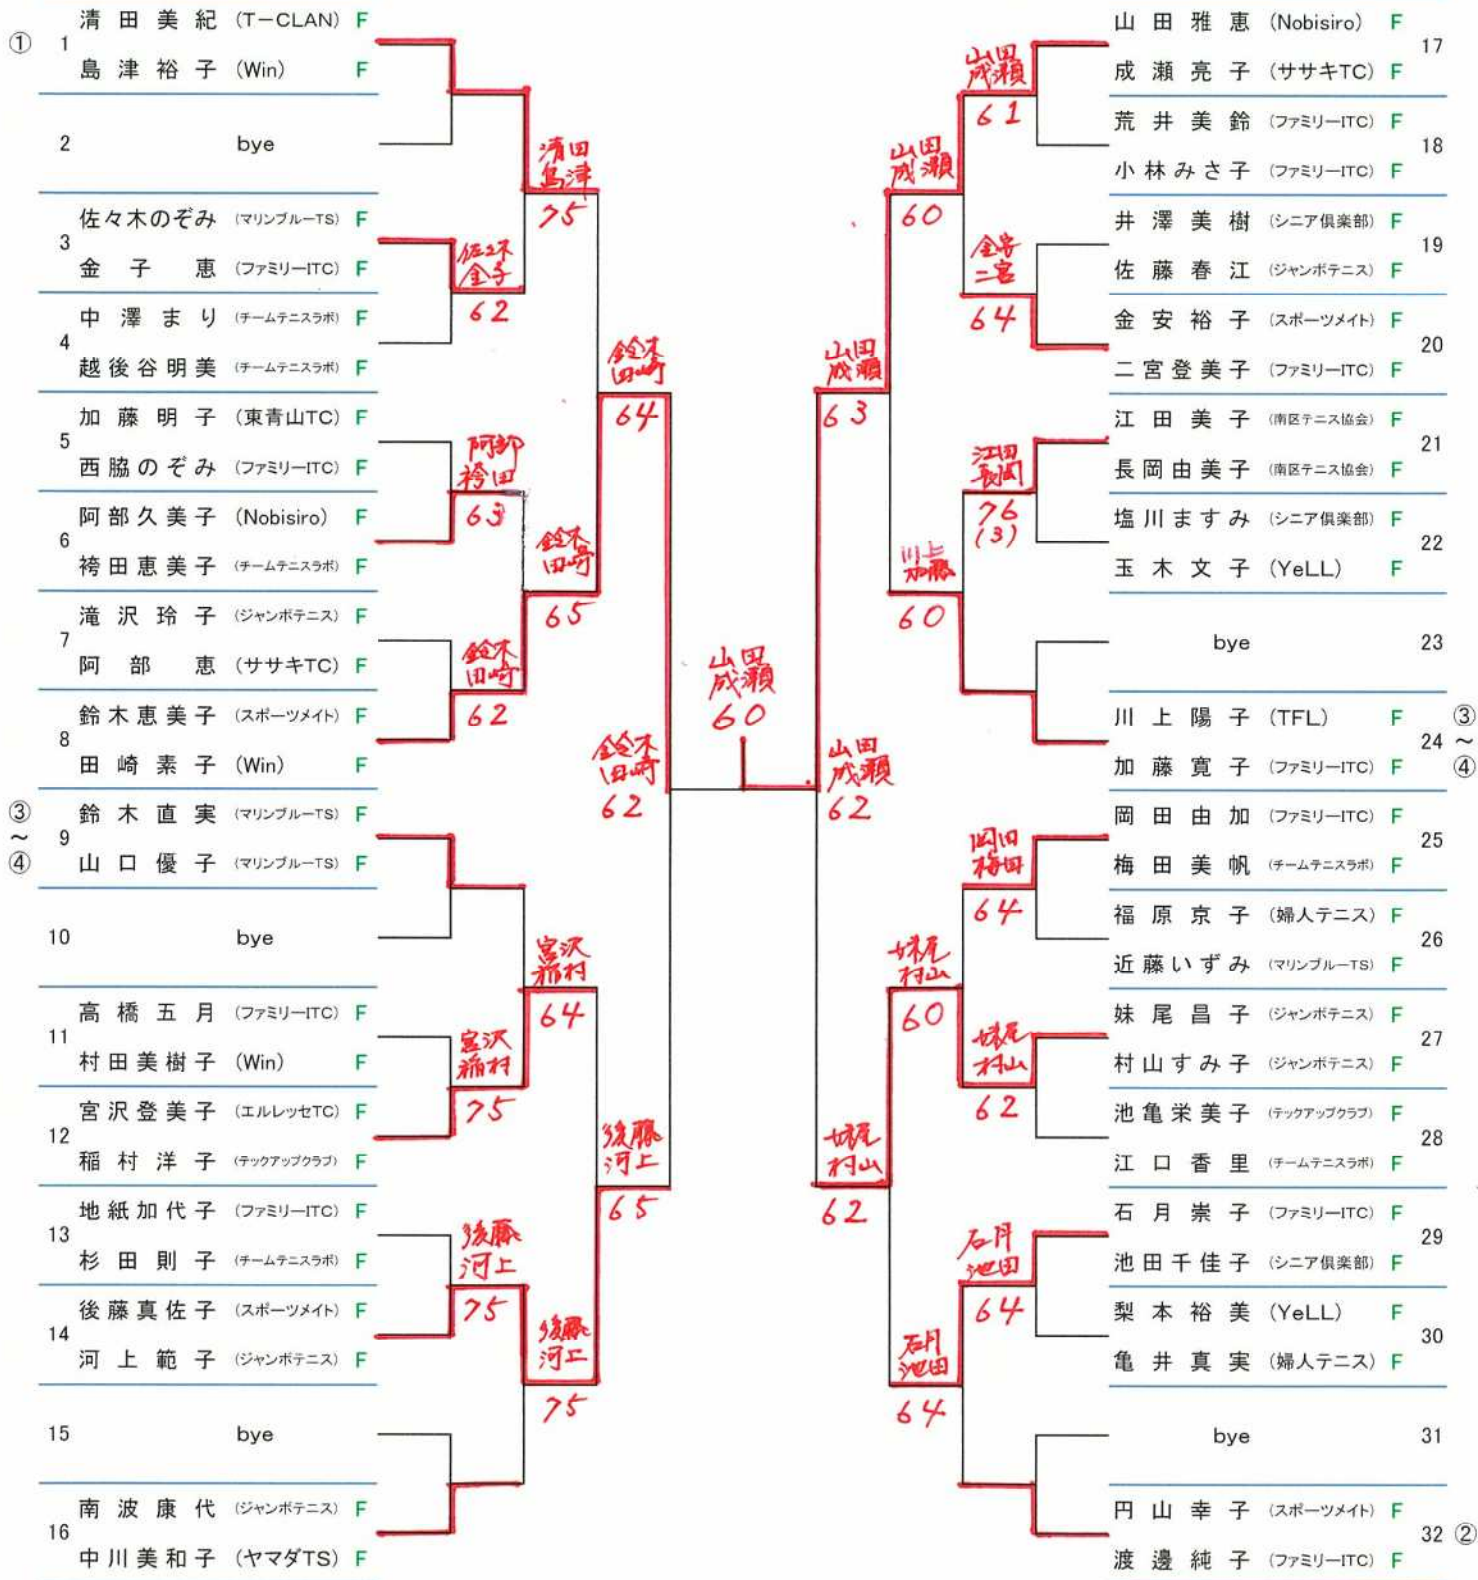 清田美紀 (T-CLAN) F
① 1
島津裕子 (Win) F
2 bye
佐々木のぞみ (マリンブルーTS) F
3
金子恵 (ファミリーITC) F
中澤まり (チームテニスラボ) F
4
越後谷明美 (チームテニスラボ) F
加藤明子 (東青山TC) F
5
西脇のぞみ (ファミリーITC) F
阿部久美子 (Nobisiro) F
6
袴田恵美子 (チームテニスラボ) F
滝沢玲子 (ジャンボテニス) F
7
阿部恵 (ササキTC) F
鈴木恵美子 (スポーツメイト) F
8
田崎素子 (Win) F
鈴木直実 (マリンブルーTS) F
③~④ 9
山口優子 (マリンブルーTS) F
10 bye
高橋五月 (ファミリーITC) F
11
村田美樹子 (Win) F
宮沢登美子 (エルレッセTC) F
12
稲村洋子 (テックアップクラブ) F
地紙加代子 (ファミリーITC) F
13
杉田則子 (チームテニスラボ) F
後藤真佐子 (スポーツメイト) F
14
河上範子 (ジャンボテニス) F
15 bye
南波康代 (ジャンボテニス) F
16
中川美和子 (ヤマダTS) F
佐々木
金子
62
阿部
袴田
63
鈴木
田崎
62
宮沢
稲村
75
後藤
河上
75
清田
島津
75
鈴木
田崎
65
宮沢
稲村
64
後藤
河上
75
鈴木
田崎
64
後藤
河上
65
鈴木
田崎
62
山田
成瀬
60
山田
成瀬
62
山田
成瀬
63
妹尾
村山
62
山田
成瀬
60
川上
加藤
60
妹尾
村山
60
石月
池田
64
山田
成瀬
61
金安
二宮
64
江田
長岡
76
(3)
岡田
梅田
64
妹尾
村山
62
石月
池田
64
山田雅恵 (Nobisiro) F
17
成瀬亮子 (ササキTC) F
荒井美鈴 (ファミリーITC) F
18
小林みさ子 (ファミリーITC) F
井澤美樹 (シニア倶楽部) F
19
佐藤春江 (ジャンボテニス) F
金安裕子 (スポーツメイト) F
20
二宮登美子 (ファミリーITC) F
江田美子 (南区テニス協会) F
21
長岡由美子 (南区テニス協会) F
塩川ますみ (シニア倶楽部) F
22
玉木文子 (YeLL) F
bye 23
川上陽子 (TFL) F
24 ③~④
加藤寛子 (ファミリーITC) F
岡田由加 (ファミリーITC) F
25
梅田美帆 (チームテニスラボ) F
福原京子 (婦人テニス) F
26
近藤いずみ (マリンブルーTS) F
妹尾昌子 (ジャンボテニス) F
27
村山すみ子 (ジャンボテニス) F
池亀栄美子 (テックアップクラブ) F
28
江口香里 (チームテニスラボ) F
石月崇子 (ファミリーITC) F
29
池田千佳子 (シニア倶楽部) F
梨本裕美 (YeLL) F
30
亀井真実 (婦人テニス) F
bye 31
円山幸子 (スポーツメイト) F
32 ②
渡邊純子 (ファミリーITC) F